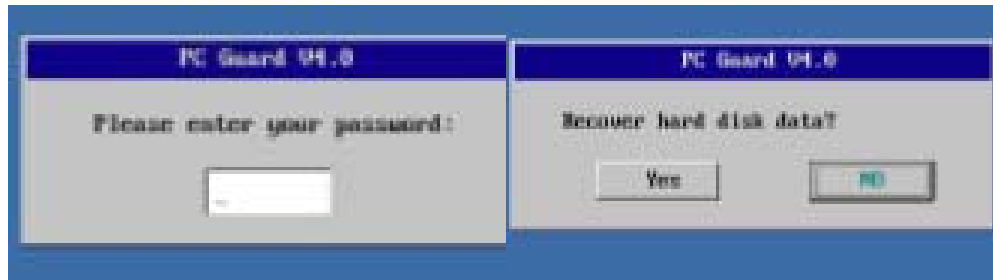 PC Guard V4.0
Please enter your password:
PC Guard V4.0
Recover hard disk data?
Yes
NO